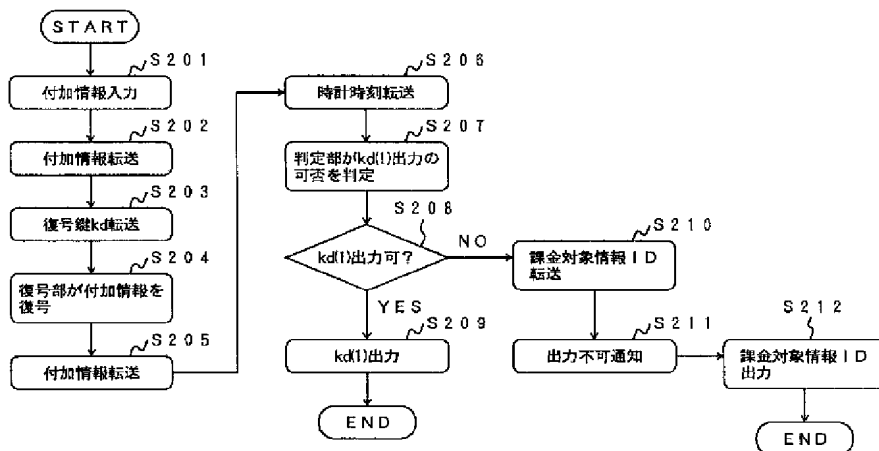 START
S201
付加情報入力
S202
付加情報転送
S203
復号鍵kd転送
S204
復号部が付加情報を
復号
S205
付加情報転送
S206
時計時刻転送
S207
判定部がkd(1)出力の
可否を判定
S208
kd(1)出力可?
NO
YES
S209
kd(1)出力
END
S210
課金対象情報ID
転送
S211
出力不可通知
S212
課金対象情報ID
出力
END